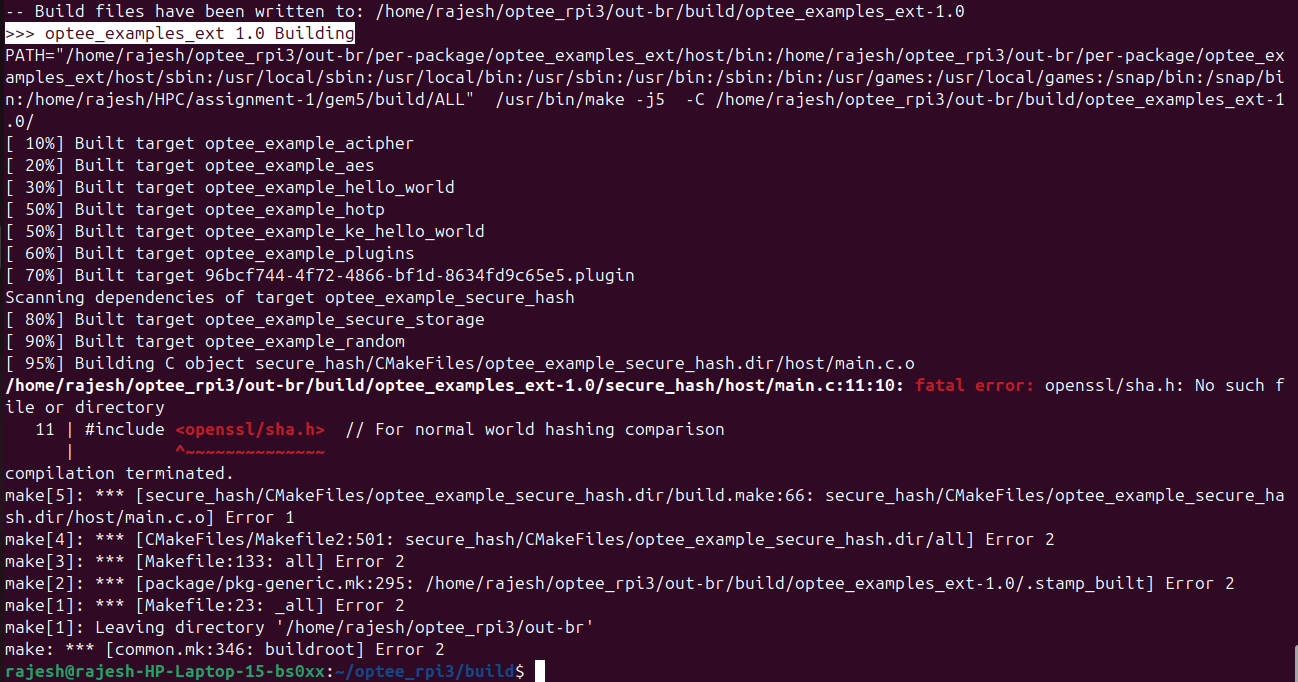 -- Build files have been written to: /home/rajesh/optee_rpi3/out-br/build/optee_examples_ext-1.0
>>> optee_examples_ext 1.0 Building
PATH="/home/rajesh/optee_rpi3/out-br/per-package/optee_examples_ext/host/bin:/home/rajesh/optee_rpi3/out-br/per-package/optee_ex
amples_ext/host/sbin:/usr/local/sbin:/usr/local/bin:/usr/sbin:/usr/bin:/sbin:/bin:/usr/games:/usr/local/games:/snap/bin:/snap/bi
n:/home/rajesh/HPC/assignment-1/gem5/build/ALL"  /usr/bin/make -j5  -C /home/rajesh/optee_rpi3/out-br/build/optee_examples_ext-1
.0/
[ 10%] Built target optee_example_acipher
[ 20%] Built target optee_example_aes
[ 30%] Built target optee_example_hello_world
[ 50%] Built target optee_example_hotp
[ 50%] Built target optee_example_ke_hello_world
[ 60%] Built target optee_example_plugins
[ 70%] Built target 96bcf744-4f72-4866-bf1d-8634fd9c65e5.plugin
Scanning dependencies of target optee_example_secure_hash
[ 80%] Built target optee_example_secure_storage
[ 90%] Built target optee_example_random
[ 95%] Building C object secure_hash/CMakeFiles/optee_example_secure_hash.dir/host/main.c.o
/home/rajesh/optee_rpi3/out-br/build/optee_examples_ext-1.0/secure_hash/host/main.c:11:10: fatal error: openssl/sha.h: No such f
ile or directory
   11 | #include <openssl/sha.h>  // For normal world hashing comparison
      |          ^~~~~~~~~~~~~~~
compilation terminated.
make[5]: *** [secure_hash/CMakeFiles/optee_example_secure_hash.dir/build.make:66: secure_hash/CMakeFiles/optee_example_secure_ha
sh.dir/host/main.c.o] Error 1
make[4]: *** [CMakeFiles/Makefile2:501: secure_hash/CMakeFiles/optee_example_secure_hash.dir/all] Error 2
make[3]: *** [Makefile:133: all] Error 2
make[2]: *** [package/pkg-generic.mk:295: /home/rajesh/optee_rpi3/out-br/build/optee_examples_ext-1.0/.stamp_built] Error 2
make[1]: *** [Makefile:23: _all] Error 2
make[1]: Leaving directory '/home/rajesh/optee_rpi3/out-br'
make: *** [common.mk:346: buildroot] Error 2
rajesh@rajesh-HP-Laptop-15-bs0xx:~/optee_rpi3/build$